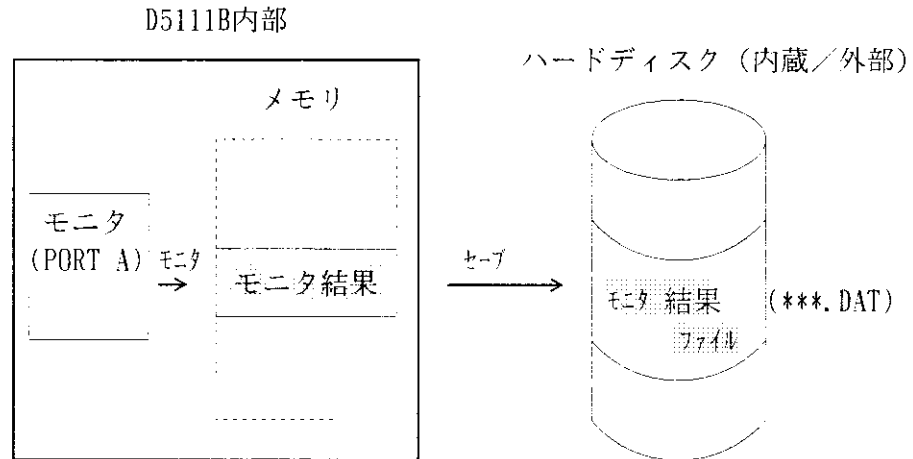 D5111B内部
ハードディスク（内蔵／外部）
メモリ
モニタ
(PORT A)
モニタ
モニタ結果
セーブ
モニタ 結果
ファイル
(***.DAT)